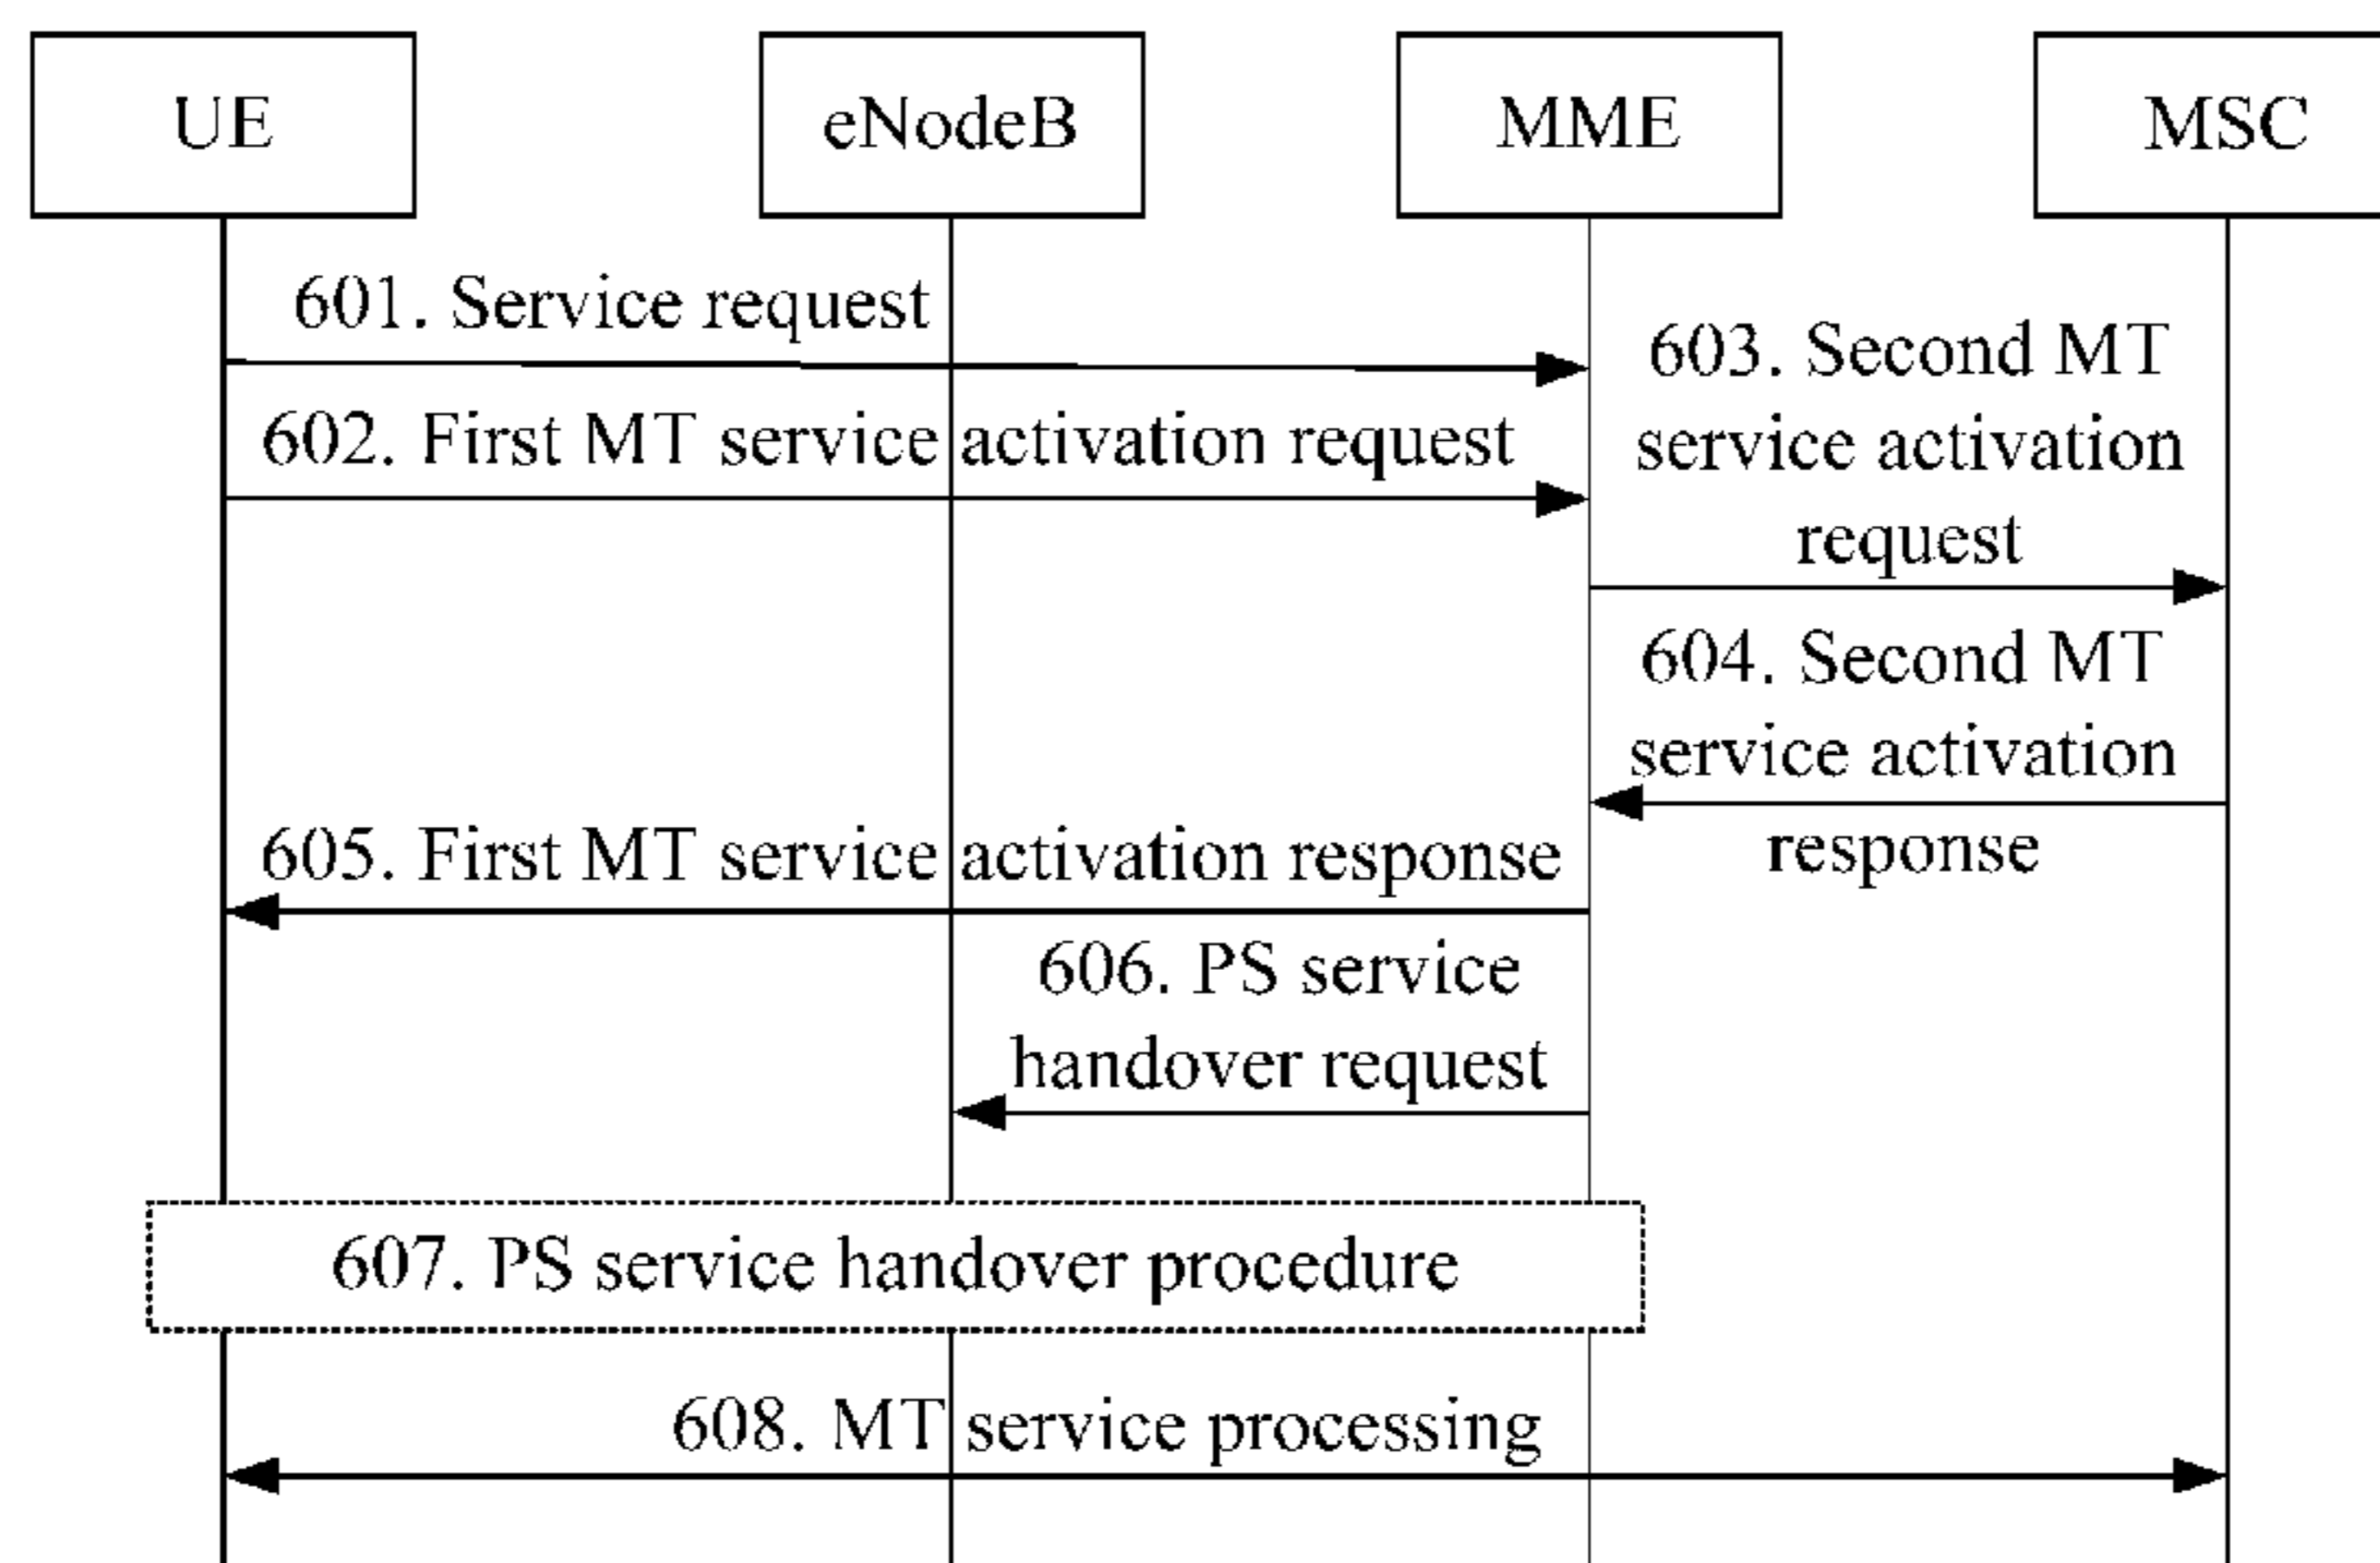 UE
eNodeB
MME
MSC
601. Service request
602. First MT service activation request
603. Second MT
service activation
request
604. Second MT
service activation
response
605. First MT service activation response
606. PS service
handover request
607. PS service handover procedure
608. MT service processing